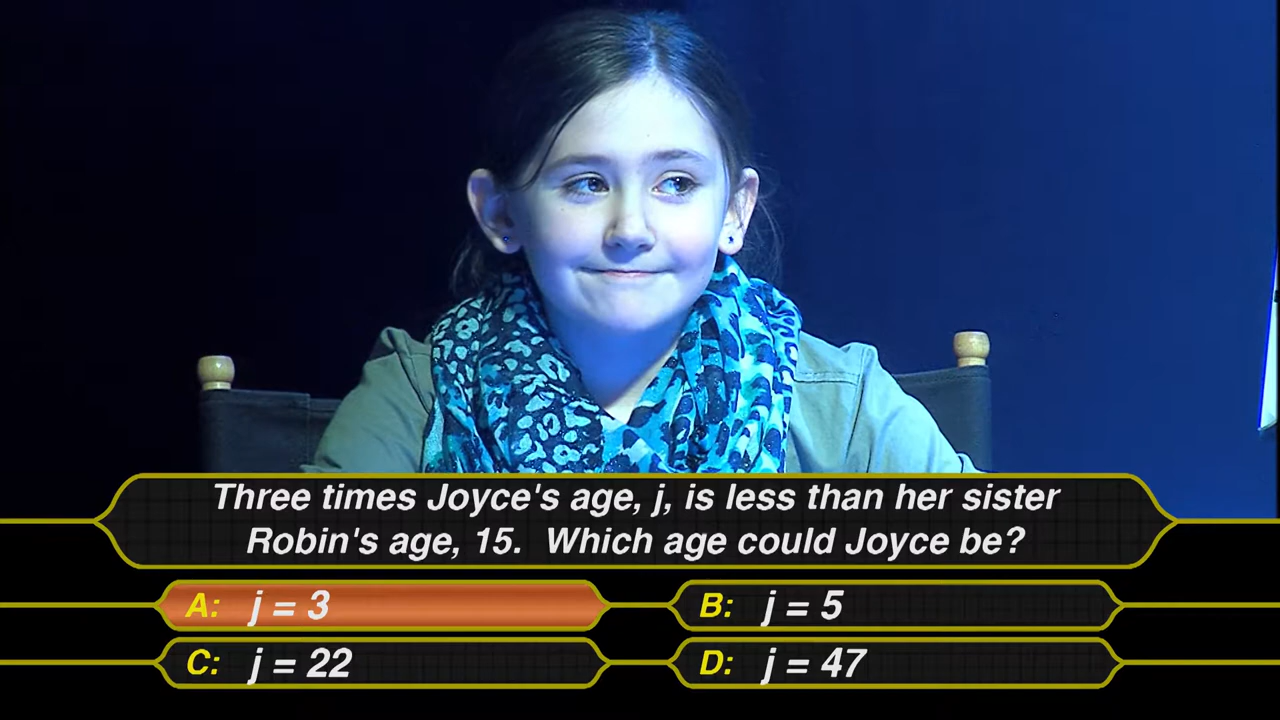 Three times Joyce's age, j, is less than her sister
Robin's age, 15. Which age could Joyce be?
A: j = 3
B: j = 5
C: j = 22
D: j = 47